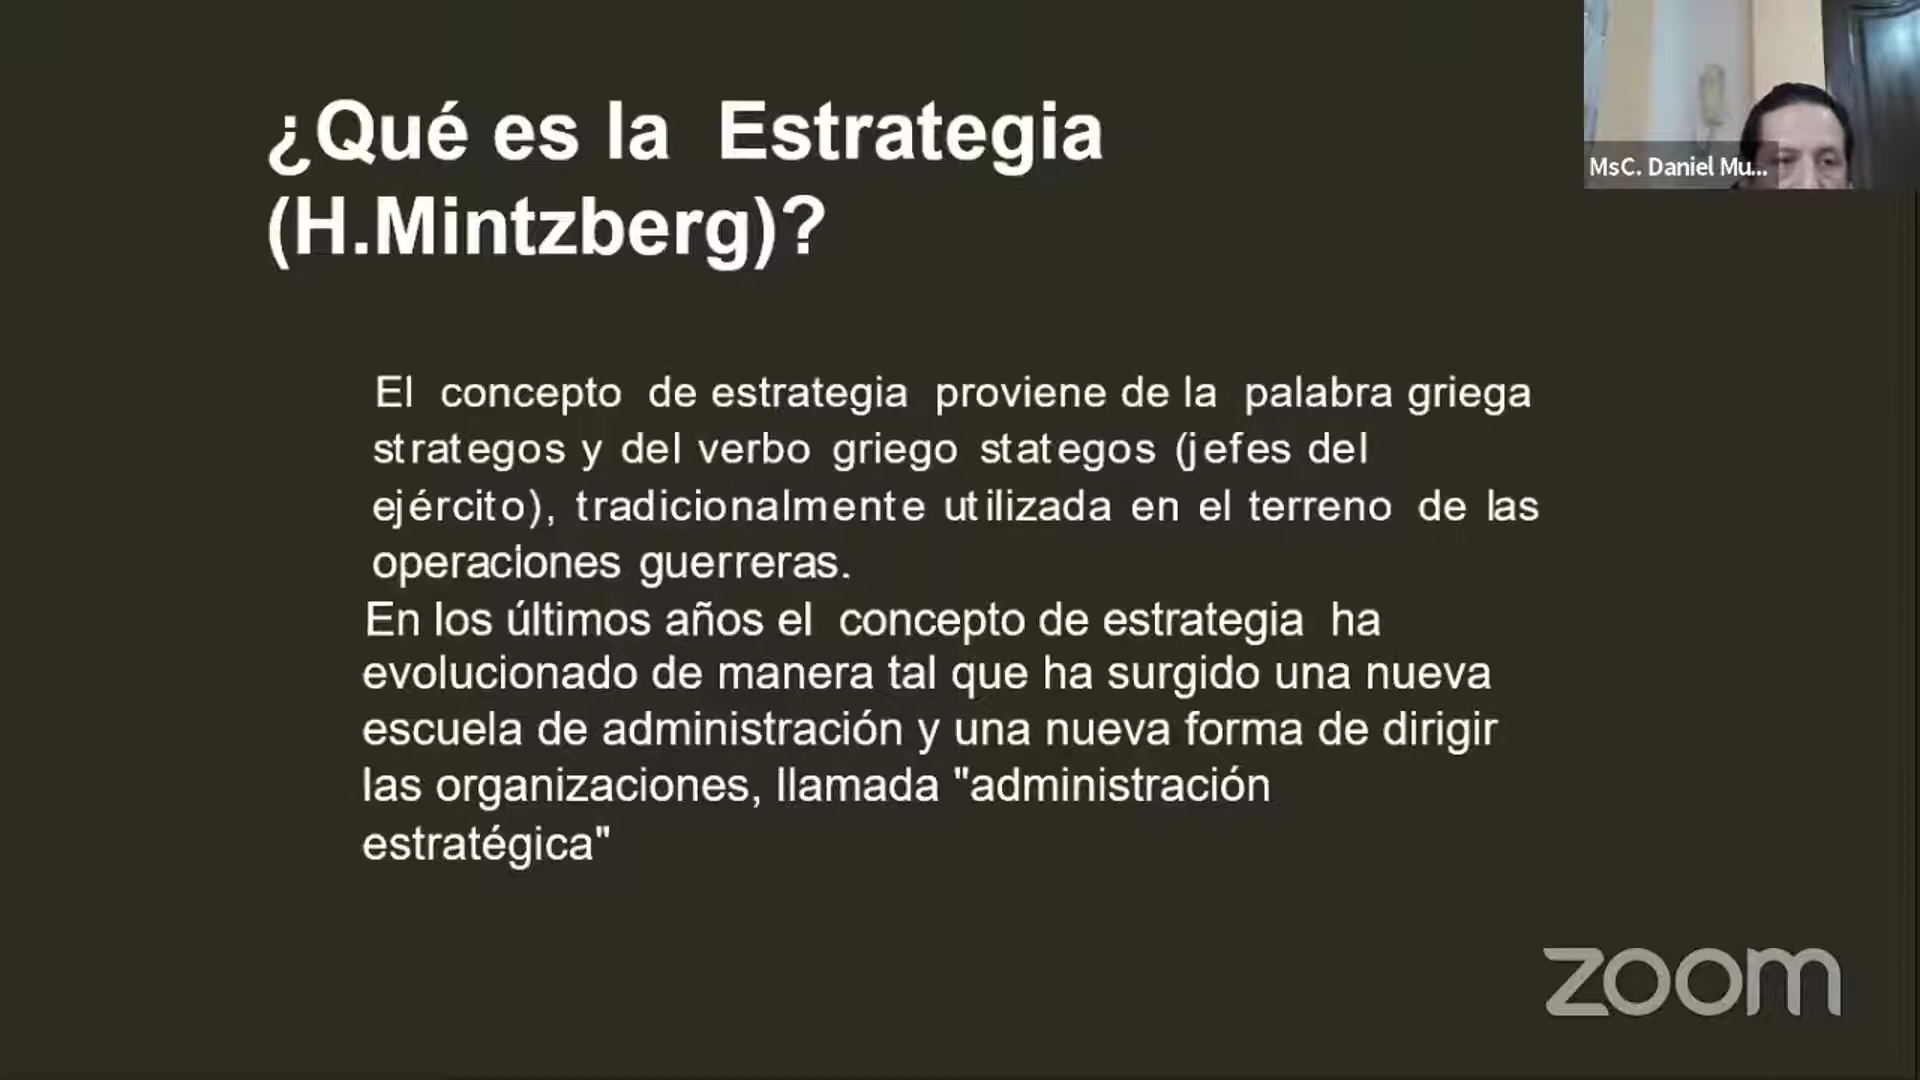 ¿Qué es la Estrategia
(H.Mintzberg)?
MsC. Daniel Mu...
El concepto de estrategia proviene de la palabra griega
strategos y del verbo griego stategos (jefes del
ejército), tradicionalmente utilizada en el terreno de las
operaciones guerreras.
En los últimos años el concepto de estrategia ha
evolucionado de manera tal que ha surgido una nueva
escuela de administración y una nueva forma de dirigir
las organizaciones, llamada "administración
estratégica"
zoom